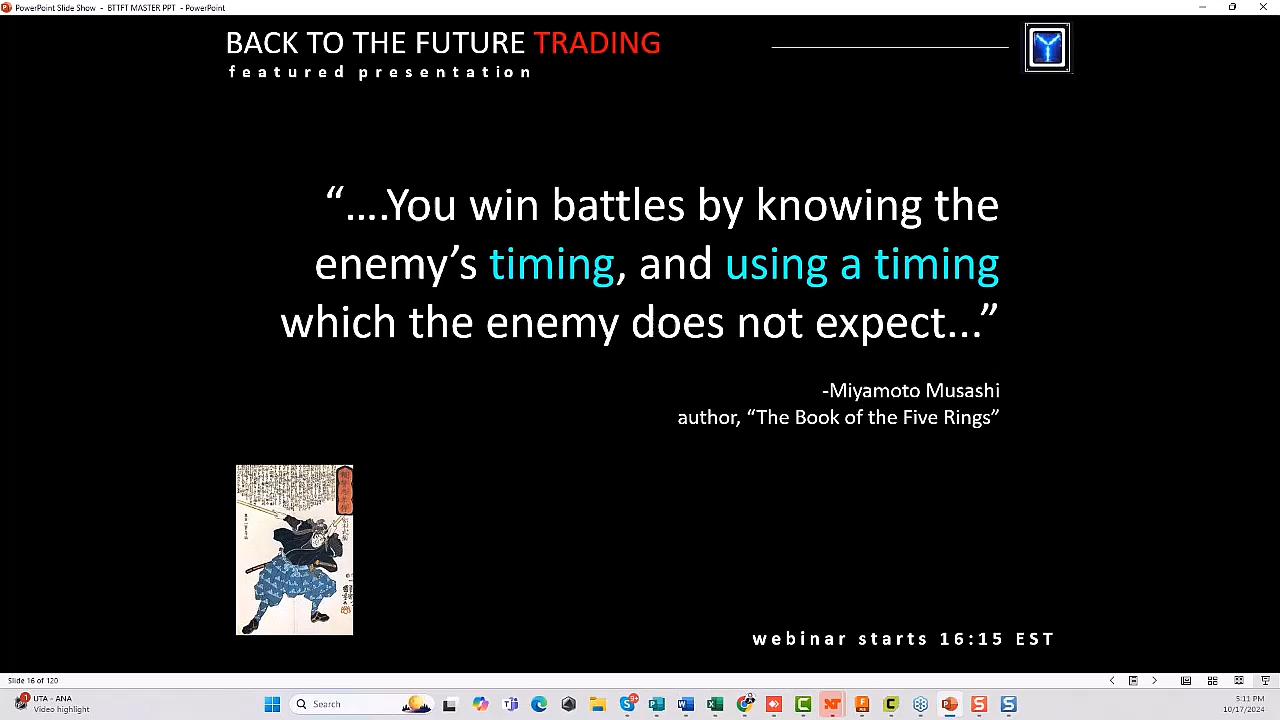 PowerPoint Slide Show - BTTFT MASTER PPT - PowerPoint
BACK TO THE FUTURE TRADING
featured presentation
“....You win battles by knowing the
enemy’s timing, and using a timing
which the enemy does not expect...”
-Miyamoto Musashi
author, “The Book of the Five Rings”
webinar starts 16:15 EST
Slide 16 of 120
UTA - ANA
Video highlight
Search
5:11 PM
10/17/2024